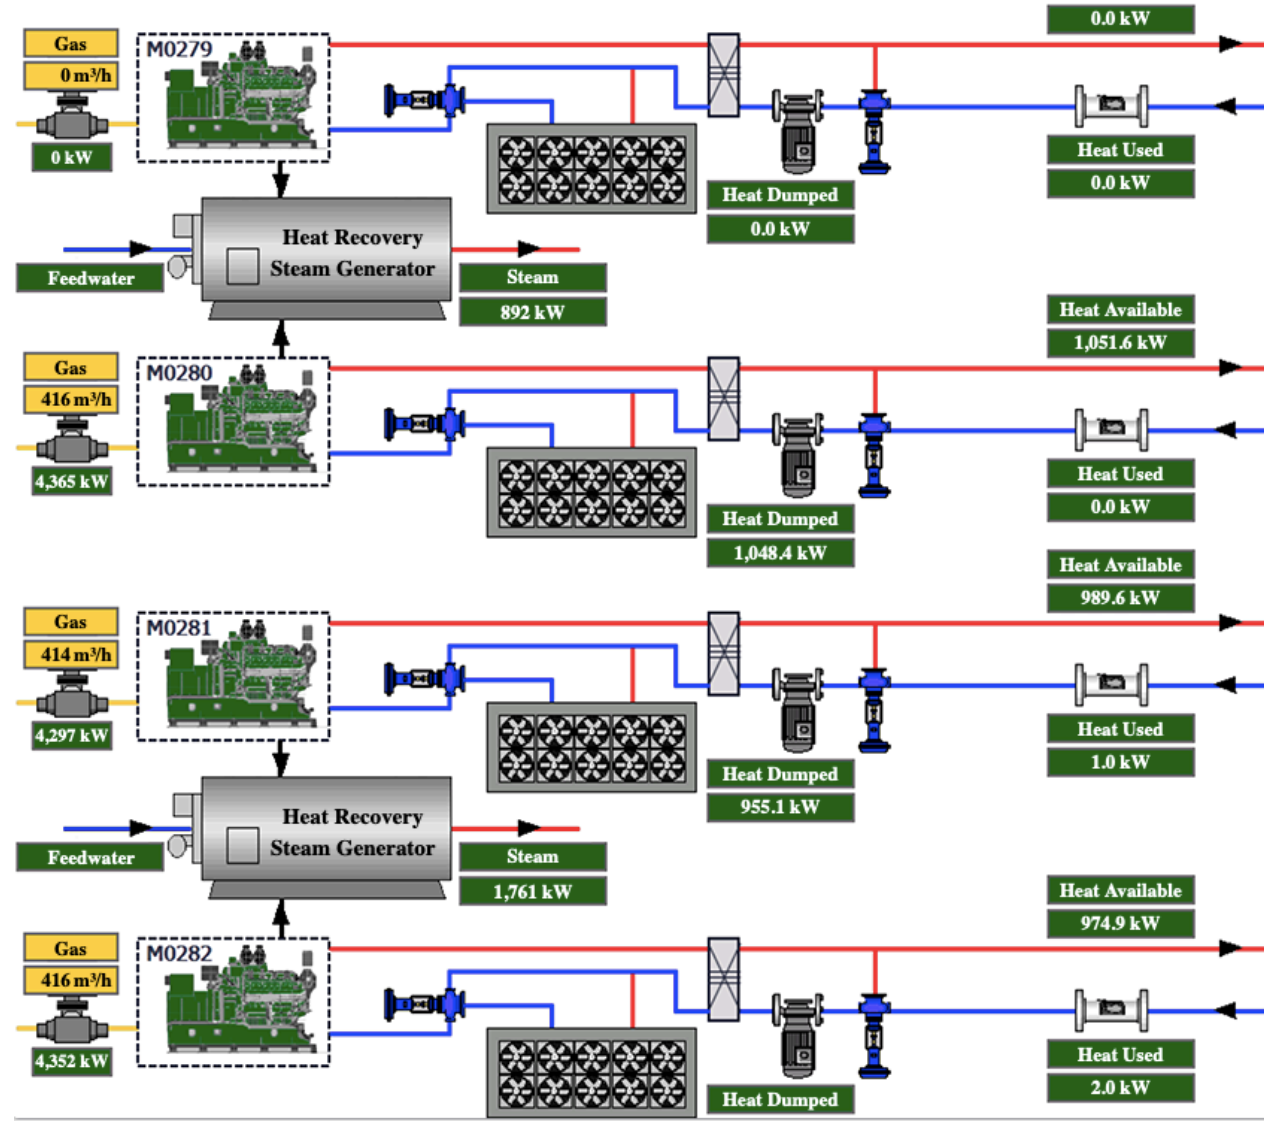 0.0 kW
Gas
0 m³/h
0 kW
M0279
Heat Used
0.0 kW
Heat Dumped
0.0 kW
Heat Recovery
Steam Generator
Feedwater
Steam
892 kW
Heat Available
1,051.6 kW
Gas
416 m³/h
4,365 kW
M0280
Heat Used
0.0 kW
Heat Dumped
1,048.4 kW
Heat Available
989.6 kW
Gas
414 m³/h
4,297 kW
M0281
Heat Used
1.0 kW
Heat Dumped
955.1 kW
Heat Recovery
Steam Generator
Feedwater
Steam
1,761 kW
Heat Available
974.9 kW
Gas
416 m³/h
4,352 kW
M0282
Heat Used
2.0 kW
Heat Dumped